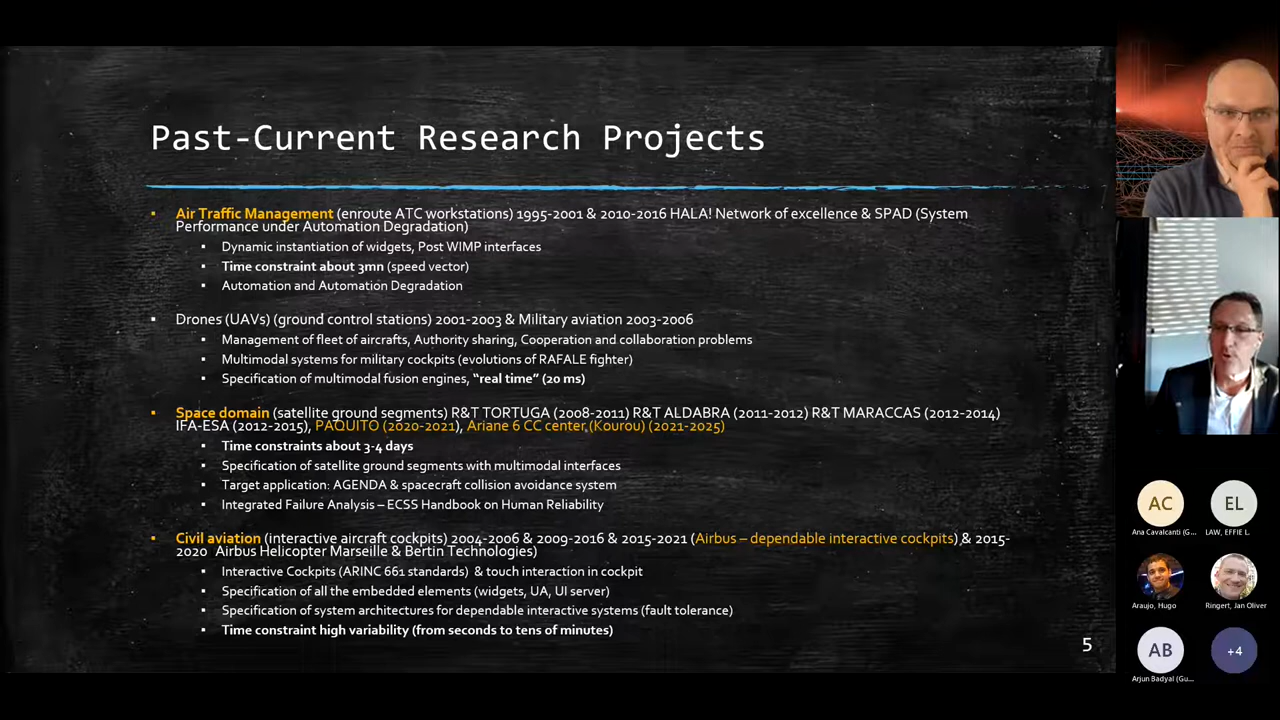 Past-Current Research Projects
▪ Air Traffic Management (enroute ATC workstations) 1995-2001 & 2010-2016 HALA! Network of excellence & SPAD (System
Performance under Automation Degradation)
▪ Dynamic instantiation of widgets, Post WIMP interfaces
▪ Time constraint about 3mn (speed vector)
▪ Automation and Automation Degradation
▪ Drones (UAVs) (ground control stations) 2001-2003 & Military aviation 2003-2006
▪ Management of fleet of aircrafts, Authority sharing, Cooperation and collaboration problems
▪ Multimodal systems for military cockpits (evolutions of RAFALE fighter)
▪ Specification of multimodal fusion engines, “real time” (20 ms)
▪ Space domain (satellite ground segments) R&T TORTUGA (2008-2011) R&T ALDABRA (2011-2012) R&T MARACCAS (2012-2014)
IFA-ESA (2012-2015), PAQUITO (2020-2021), Ariane 6 CC center (Kourou) (2021-2025)
▪ Time constraints about 3-4 days
▪ Specification of satellite ground segments with multimodal interfaces
▪ Target application: AGENDA & spacecraft collision avoidance system
▪ Integrated Failure Analysis – ECSS Handbook on Human Reliability
▪ Civil aviation (interactive aircraft cockpits) 2004-2006 & 2009-2016 & 2015-2021 (Airbus – dependable interactive cockpits) & 2015-
2020 Airbus Helicopter Marseille & Bertin Technologies)
▪ Interactive Cockpits (ARINC 661 standards) & touch interaction in cockpit
▪ Specification of all the embedded elements (widgets, UA, UI server)
▪ Specification of system architectures for dependable interactive systems (fault tolerance)
▪ Time constraint high variability (from seconds to tens of minutes)
5
AC EL
Ana Cavalcanti (G... LAW, EFFIE L.
Araujo, Hugo Ringert, Jan Oliver
AB +4
Arjun Badyal (Gu...